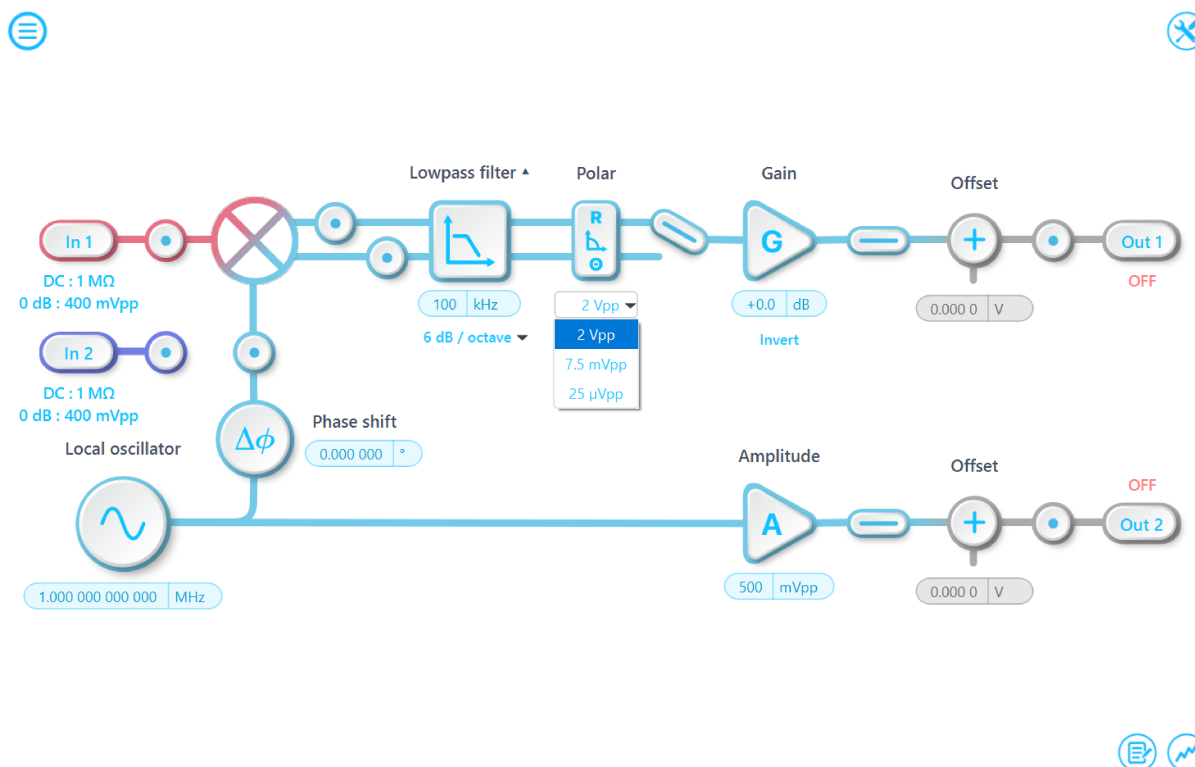 Lowpass filter ▲
Polar
Gain
Offset
In 1
R
Θ
G
+
Out 1
DC : 1 MΩ
0 dB : 400 mVpp
OFF
100 kHz
2 Vpp
+0.0 dB
0.000 0 V
6 dB / octave
2 Vpp
Invert
In 2
7.5 mVpp
DC : 1 MΩ
0 dB : 400 mVpp
25 µVpp
Phase shift
Δϕ
0.000 000 °
Local oscillator
Amplitude
Offset
OFF
A
+
Out 2
1.000 000 000 000 MHz
500 mVpp
0.000 0 V